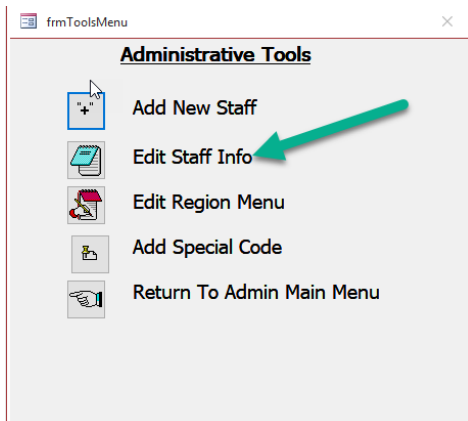 frmToolsMenu
Administrative Tools
"+" Add New Staff
Edit Staff Info
Edit Region Menu
Add Special Code
Return To Admin Main Menu